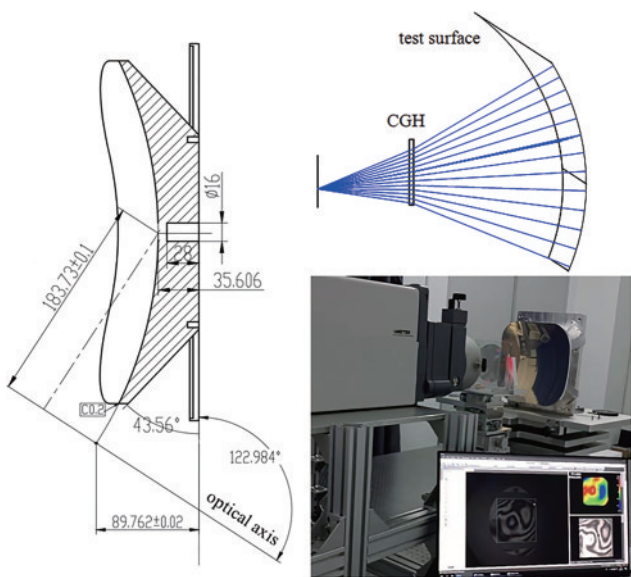 test surface
CGH
ø16
28
35.606
183.73±0.1
C0.2
43.56°
122.984°
optical axis
89.762±0.02